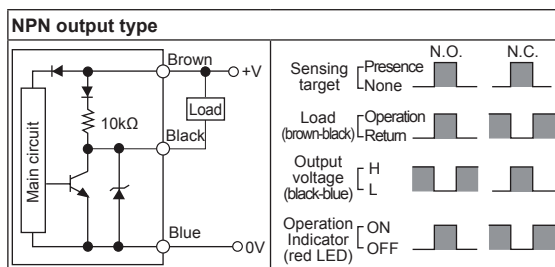 NPN output type
Main circuit
10kΩ
Brown
+V
Load
Black
Blue
0V
N.O.
N.C.
Sensing target
Presence
None
Load (brown-black)
Operation
Return
Output voltage (black-blue)
H
L
Operation Indicator (red LED)
ON
OFF